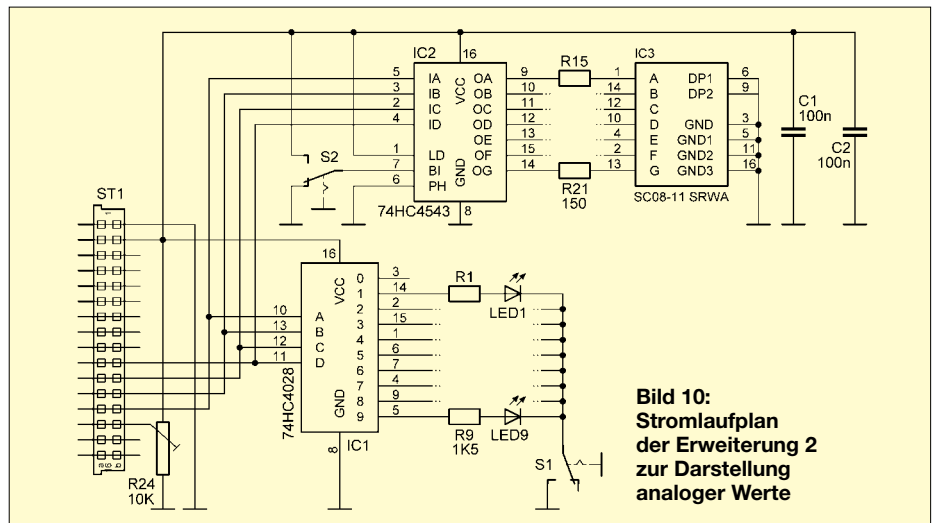 IC2
16
IC3
5 IA OA 9 R15 1 A DP1 6
3 IB VCC OB 10 14 B DP2 9
2 IC OC 11 12 C
4 ID OD 12 10 D GND 3
OE 13 4 E GND1 5
1 LD OF 15 2 F GND2 11
7 BI GND OG 14 13 G GND3 16
6 PH
C1
100n
C2
100n
S2
R21
150
SC08-11 SRWA
74HC4543
8
ST1
1
16
0 3
VCC 1 14 R1
LED1
2 2
10 A 3 15
13 B 4 1
12 C 5 6
11 D 6 7
7 4
GND 8 9
9 5
74HC4028
8
IC1
R9
1K5
LED9
S1
R24
10K
Bild 10:
Stromlaufplan
der Erweiterung 2
zur Darstellung
analoger Werte